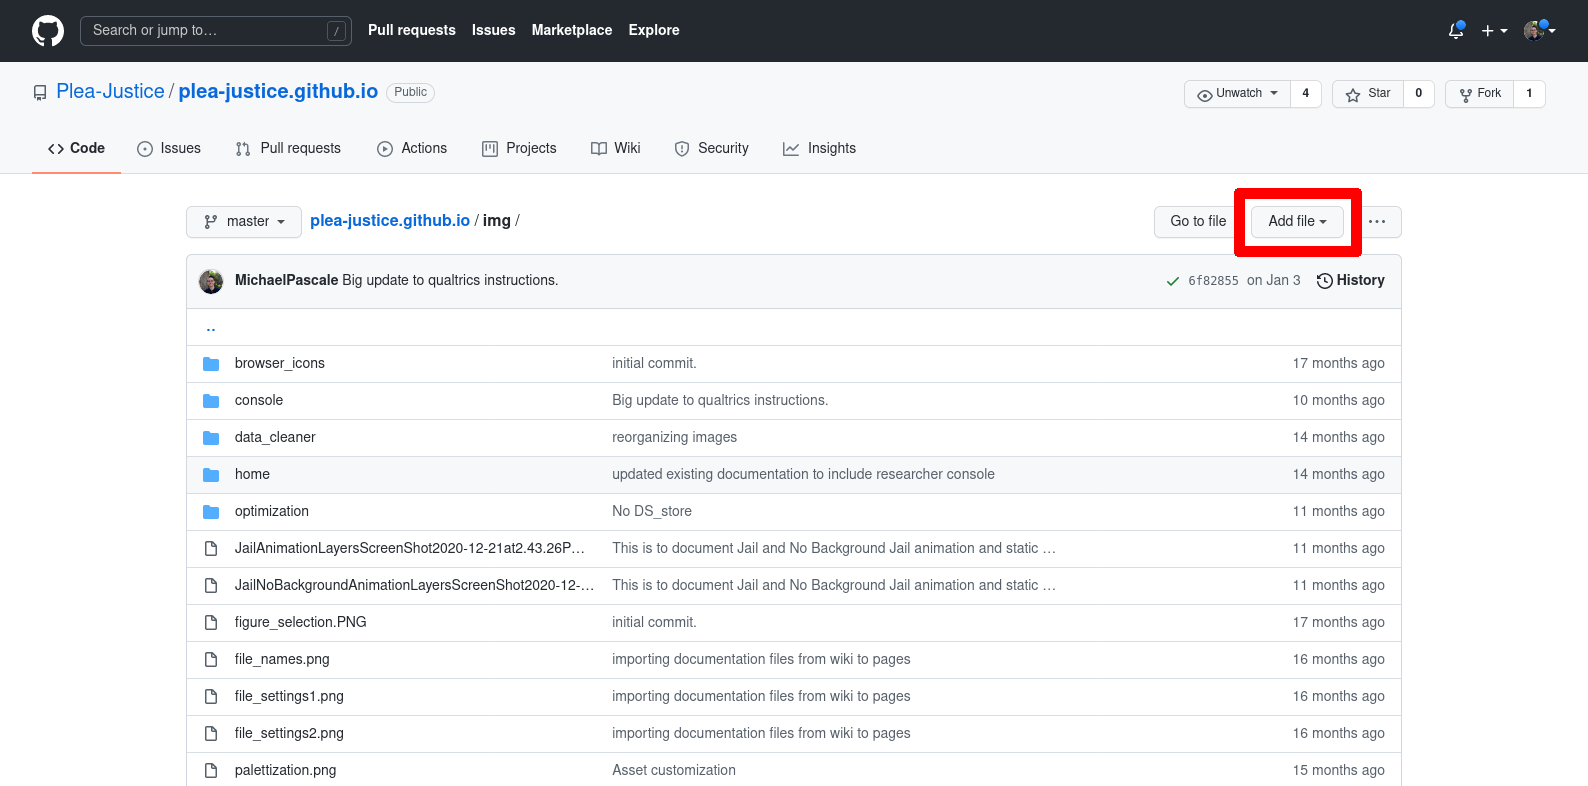 Search or jump to… /
Pull requests Issues Marketplace Explore
Plea-Justice / plea-justice.github.io Public
Unwatch 4 Star 0 Fork 1
Code Issues Pull requests Actions Projects Wiki Security Insights
master plea-justice.github.io / img / Go to file Add file ...
MichaelPascale Big update to qualtrics instructions. 6f82855 on Jan 3 History
..
browser_icons initial commit. 17 months ago
console Big update to qualtrics instructions. 10 months ago
data_cleaner reorganizing images 14 months ago
home updated existing documentation to include researcher console 14 months ago
optimization No DS_store 11 months ago
JailAnimationLayersScreenShot2020-12-21at2.43.26P… This is to document Jail and No Background Jail animation and static … 11 months ago
JailNoBackgroundAnimationLayersScreenShot2020-12-… This is to document Jail and No Background Jail animation and static … 11 months ago
figure_selection.PNG initial commit. 17 months ago
file_names.png importing documentation files from wiki to pages 16 months ago
file_settings1.png importing documentation files from wiki to pages 16 months ago
file_settings2.png importing documentation files from wiki to pages 16 months ago
palettization.png Asset customization 15 months ago